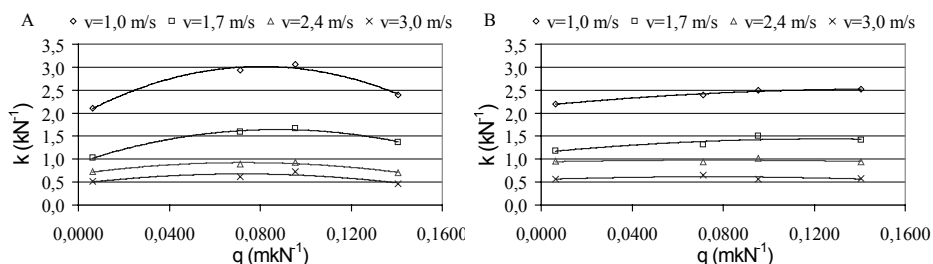 A ◇ v=1,0 m/s □ v=1,7 m/s △ v=2,4 m/s × v=3,0 m/s
k (kN-1)
3,5
3,0
2,5
2,0
1,5
1,0
0,5
0,0
0,0000 0,0400 0,0800 0,1200 0,1600
q (mkN-1)
B ◇ v=1,0 m/s □ v=1,7 m/s △ v=2,4 m/s × v=3,0 m/s
k (kN-1)
3,5
3,0
2,5
2,0
1,5
1,0
0,5
0,0
0,0000 0,0400 0,0800 0,1200 0,1600
q (mkN-1)